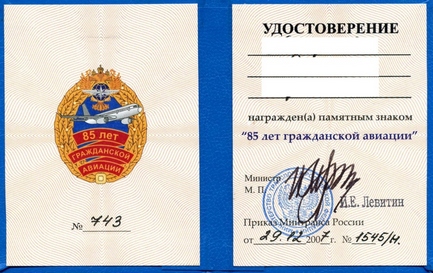 85 ЛЕТ
ГРАЖДАНСКОЙ
АВИАЦИИ
№ 743
УДОСТОВЕРЕНИЕ
награжден(а) памятным знаком
"85 лет гражданской авиации"
Министр
М. П.
И.Е. Левитин
Приказ Минтранса России
от 29.12 2007 г. № 1545/н.